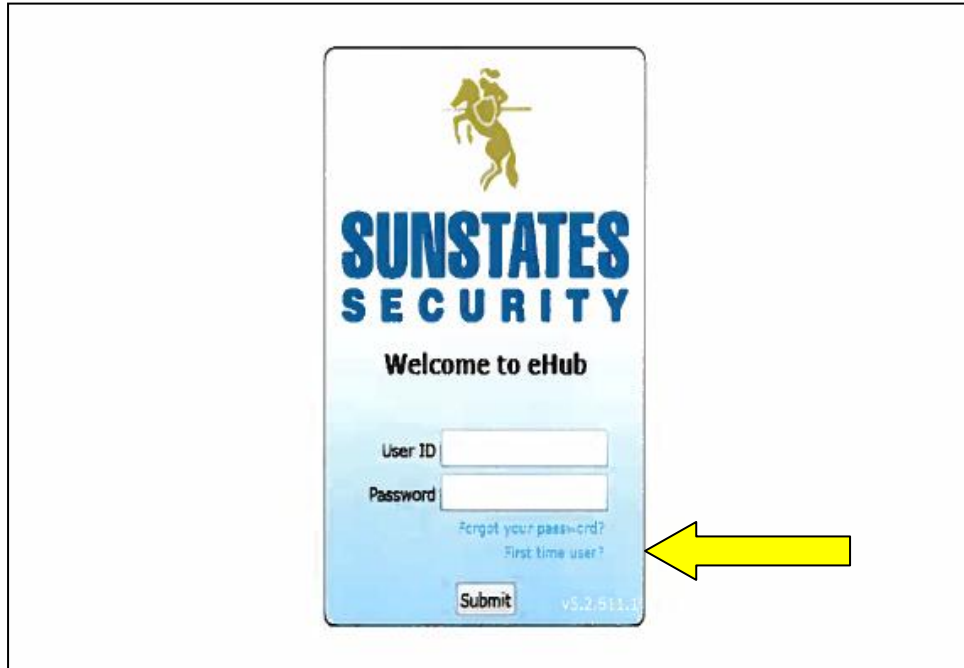 SUNSTATES
SECURITY
Welcome to eHub
User ID
Password
Forgot your password?
First time user?
Submit